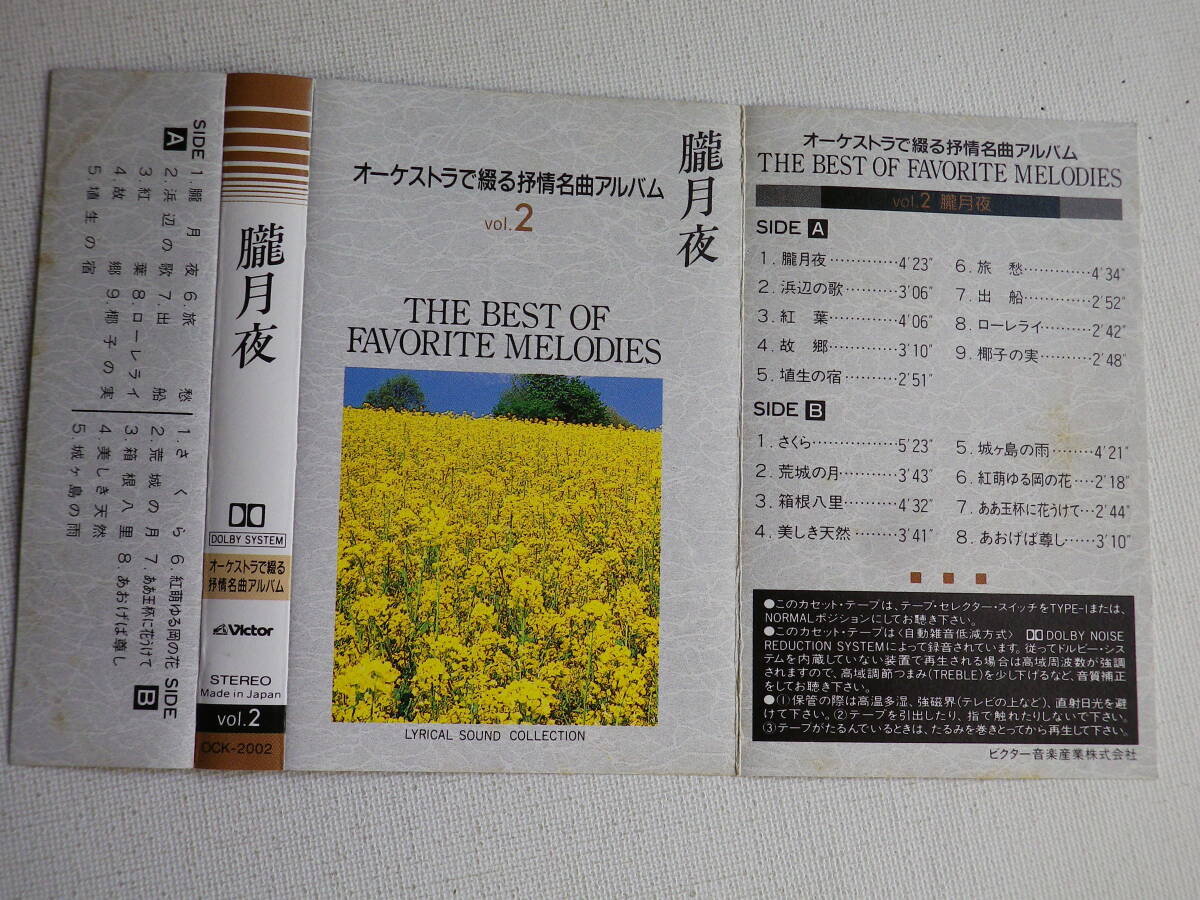 SIDE A
1.朧月夜 6.旅愁
2.浜辺の歌 7.出船
3.紅葉 8.ローレライ
4.故郷 9.椰子の実
5.埴生の宿
1.さくら 6.紅萌ゆる岡の花
2.荒城の月 7.ああ玉杯に花うけて
3.箱根八里 8.あおげば尊し
4.美しき天然
5.城ヶ島の雨
SIDE B
朧月夜
DOLBY SYSTEM
オーケストラで綴る
抒情名曲アルバム
Victor
STEREO
Made in Japan
vol.2
OCK-2002
朧月夜
オーケストラで綴る抒情名曲アルバム
vol.2
THE BEST OF
FAVORITE MELODIES
LYRICAL SOUND COLLECTION
オーケストラで綴る抒情名曲アルバム
THE BEST OF FAVORITE MELODIES
vol.2 朧月夜
SIDE A
1.朧月夜…………4'23"
2.浜辺の歌………3'06"
3.紅　葉…………4'06"
4.故　郷…………3'10"
5.埴生の宿………2'51"
6.旅　愁…………4'34"
7.出　船…………2'52"
8.ローレライ……2'42"
9.椰子の実………2'48"
SIDE B
1.さくら…………5'23"
2.荒城の月………3'43"
3.箱根八里………4'32"
4.美しき天然……3'41"
5.城ヶ島の雨……4'21"
6.紅萌ゆる岡の花…2'18"
7.ああ玉杯に花うけて…2'44"
8.あおげば尊し……3'10"
●このカセット・テープは、テープ・セレクター・スイッチをTYPE-Iまたは、
NORMALポジションにしてお聴き下さい。
●このカセット・テープは〈自動雑音低減方式〉 DOLBY NOISE
REDUCTION SYSTEMによって録音されています。従ってドルビー・シス
テムを内蔵していない装置で再生される場合は高域周波数が強調
されますので、高域調節つまみ(TREBLE)を少し下げるなど、音質補正
をしてお聴き下さい。
●①保管の際は高温多湿、強磁界(テレビの上など)、直射日光を避
けて下さい。②テープを引出したり、指で触れたりしないで下さい。
③テープがたるんでいるときは、たるみを巻きとってから再生して下さい。
ビクター音楽産業株式会社